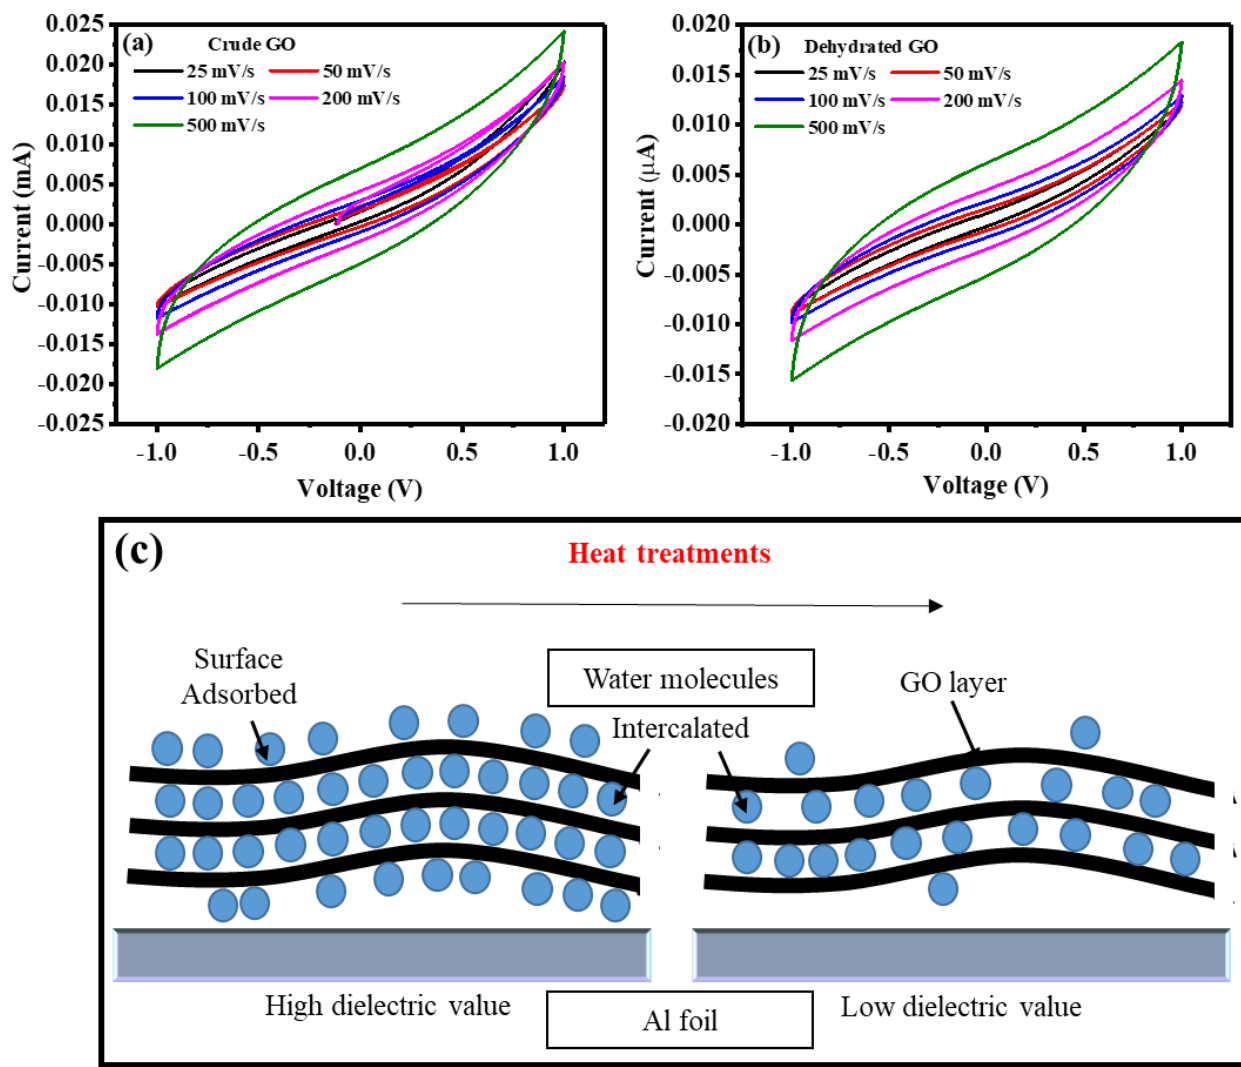 (a) Crude GO
25 mV/s 50 mV/s
100 mV/s 200 mV/s
500 mV/s
Current (mA)
0.025
0.020
0.015
0.010
0.005
0.000
-0.005
-0.010
-0.015
-0.020
-0.025
-1.0 -0.5 0.0 0.5 1.0
Voltage (V)
(b) Dehydrated GO
25 mV/s 50 mV/s
100 mV/s 200 mV/s
500 mV/s
Current (μA)
0.020
0.015
0.010
0.005
0.000
-0.005
-0.010
-0.015
-0.020
-1.0 -0.5 0.0 0.5 1.0
Voltage (V)
(c)
Heat treatments
Surface
Adsorbed
Water molecules
Intercalated
GO layer
High dielectric value
Al foil
Low dielectric value